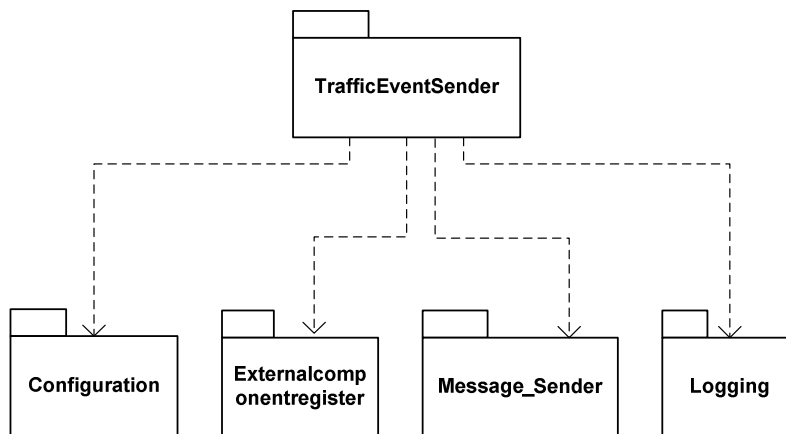 TrafficEventSender
Configuration
Externalcomp
onentregister
Message_Sender
Logging